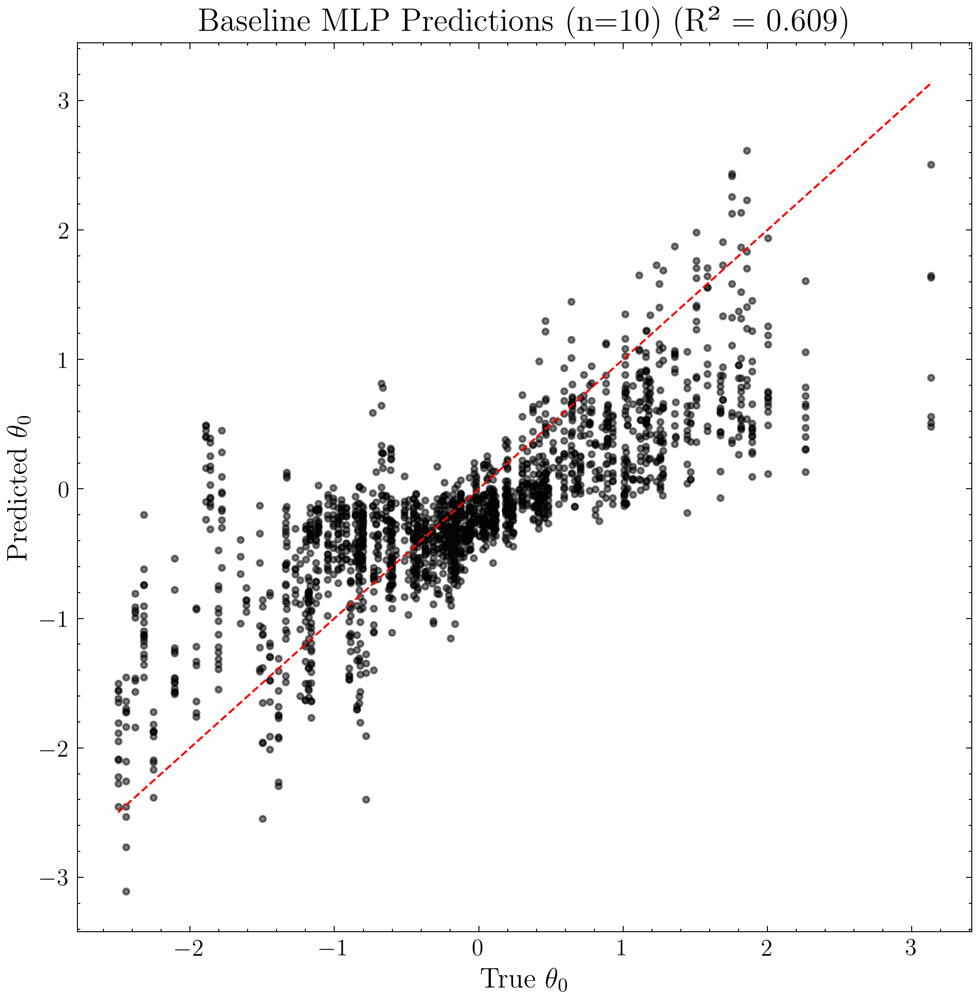 Baseline MLP Predictions (n=10) (R² = 0.609)
3
2
1
0
−1
−2
−3
Predicted θ₀
−2 −1 0 1 2 3
True θ₀